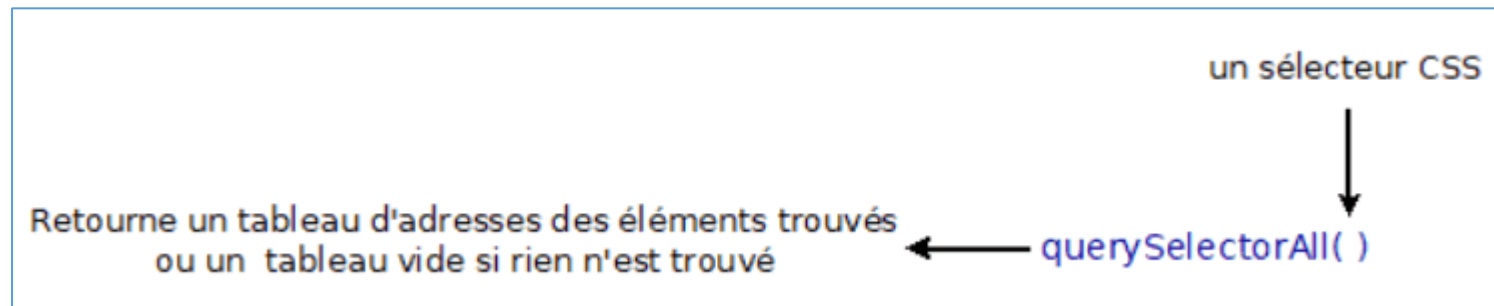 un sélecteur CSS
Retourne un tableau d'adresses des éléments trouvés
ou un tableau vide si rien n'est trouvé
querySelectorAll( )